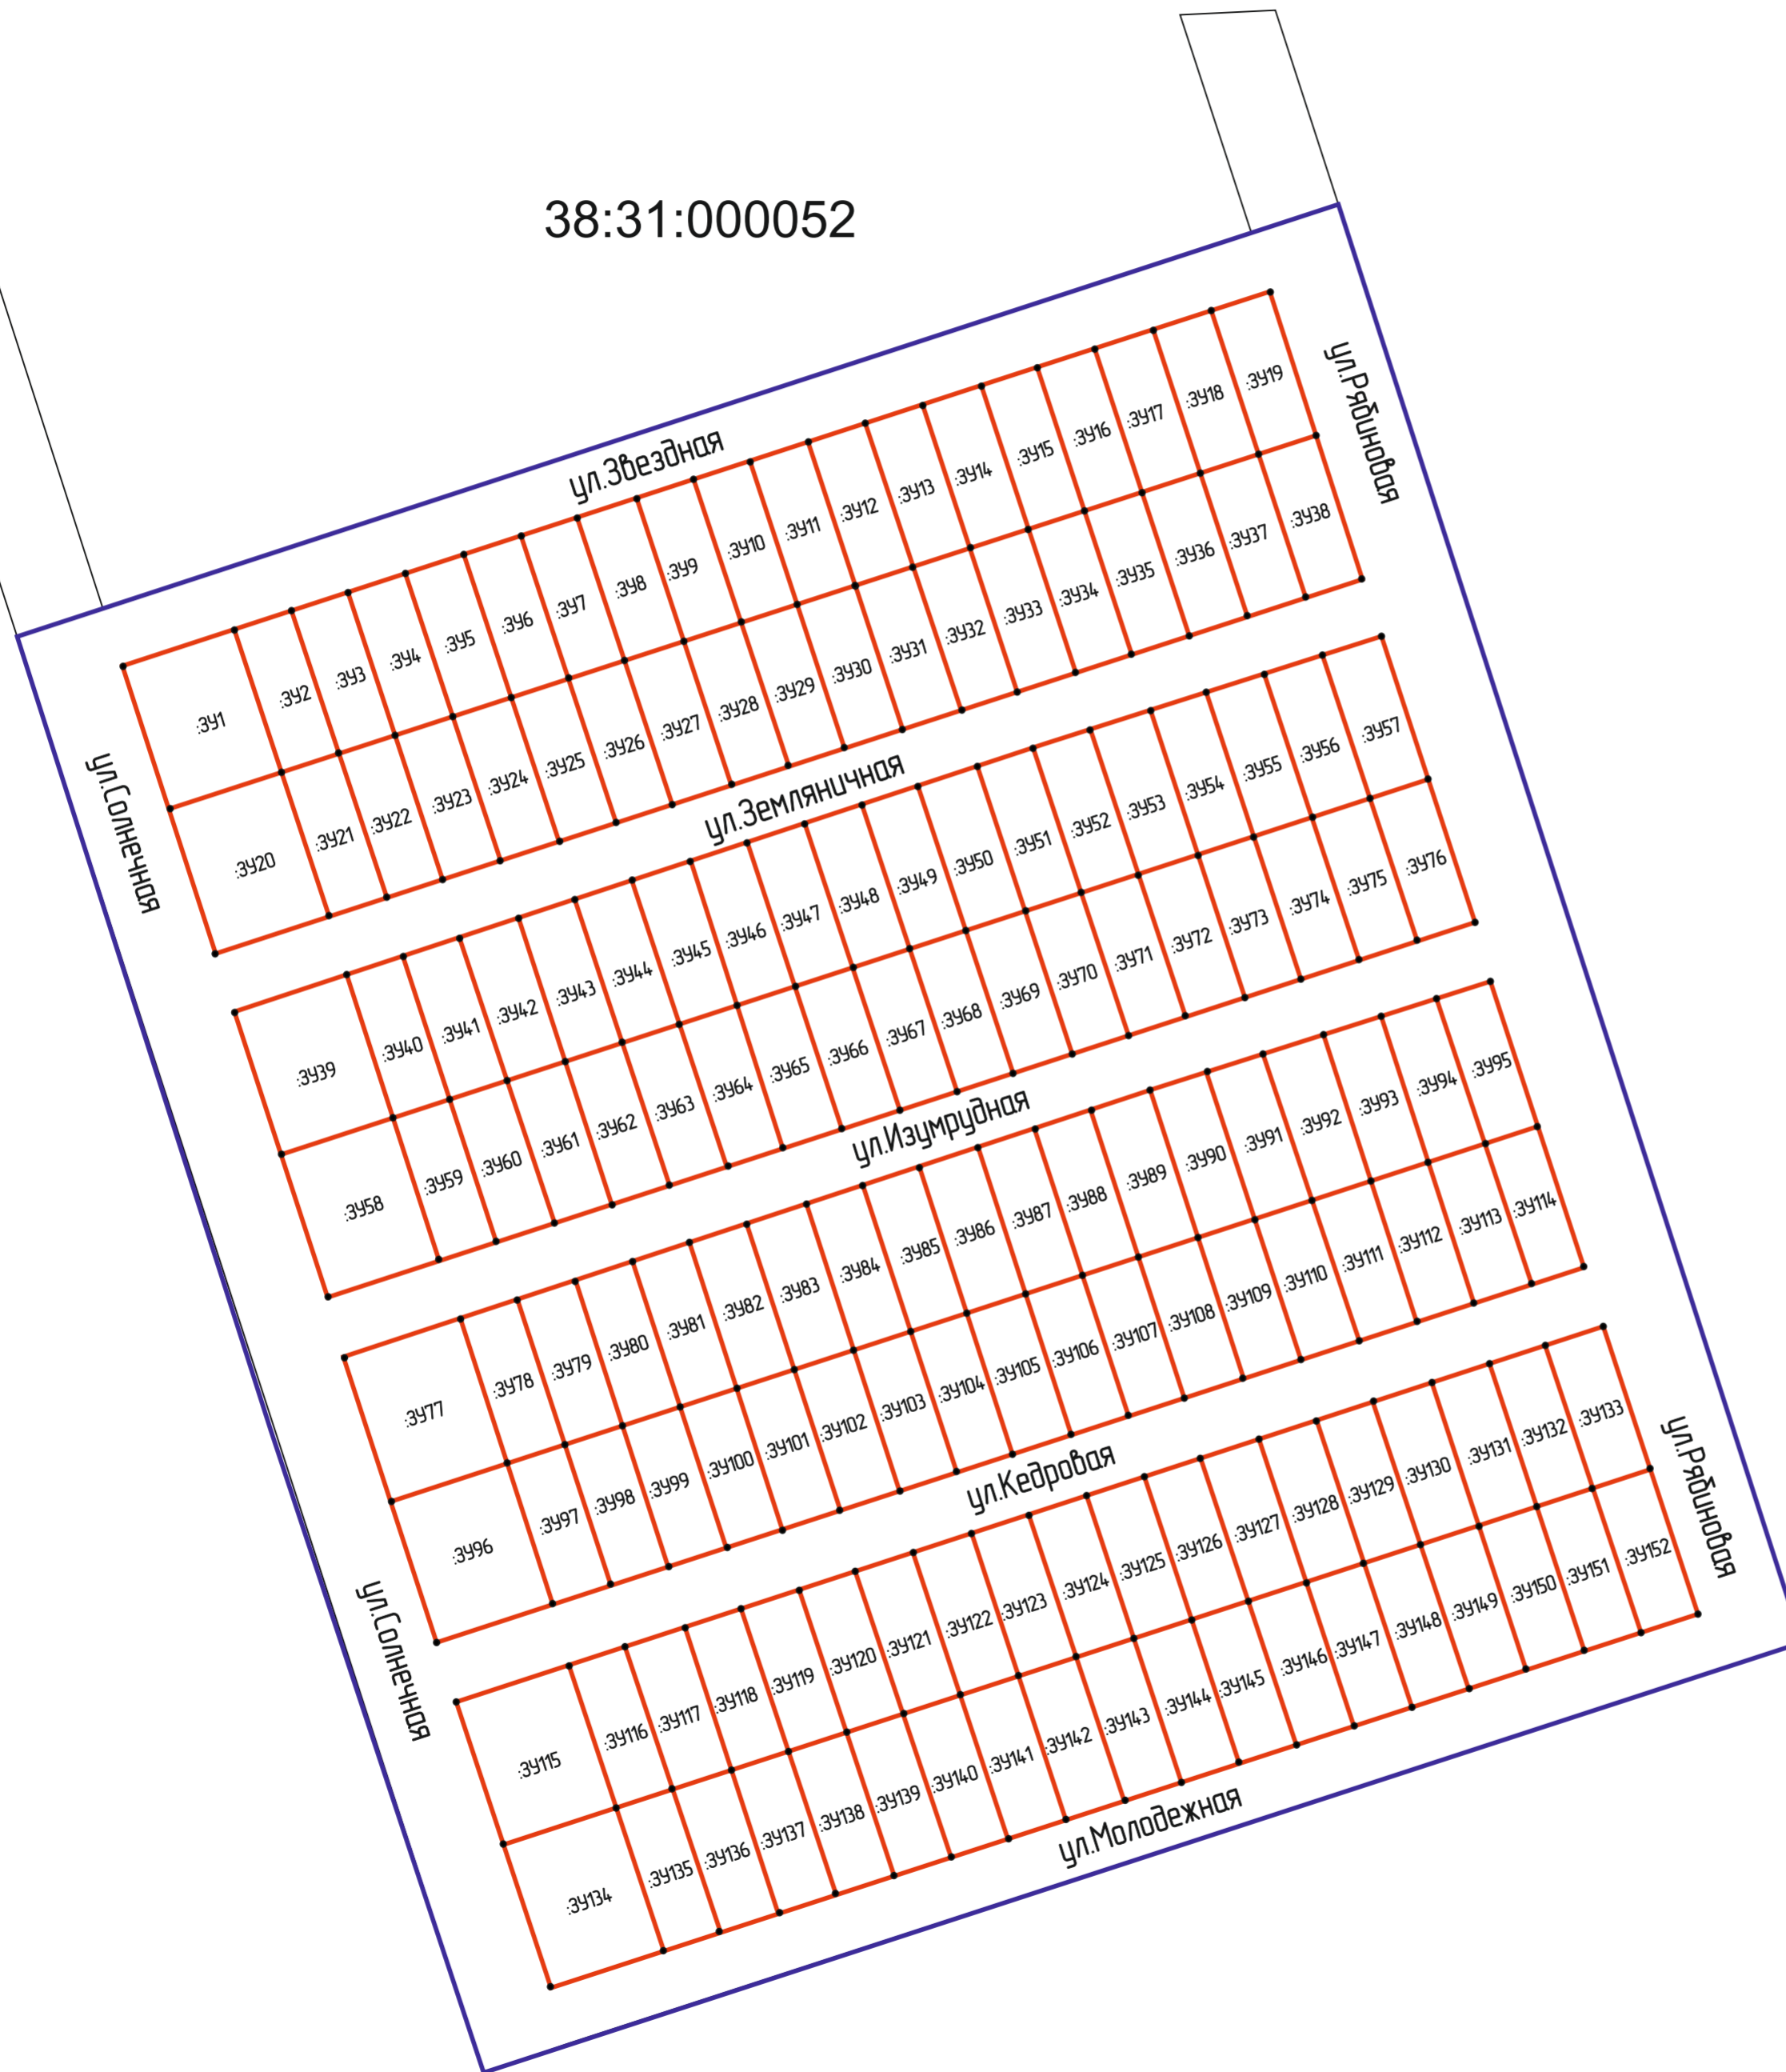 38:31:000052
ул.Звездная
:ЗУ1
:ЗУ2
:ЗУ3
:ЗУ4
:ЗУ5
:ЗУ6
:ЗУ7
:ЗУ8
:ЗУ9
:ЗУ10
:ЗУ11
:ЗУ12
:ЗУ13
:ЗУ14
:ЗУ15
:ЗУ16
:ЗУ17
:ЗУ18
:ЗУ19
ул.Рябиновая
ул.Солнечная
:ЗУ20
:ЗУ21
:ЗУ22
:ЗУ23
:ЗУ24
:ЗУ25
:ЗУ26
:ЗУ27
:ЗУ28
:ЗУ29
:ЗУ30
:ЗУ31
:ЗУ32
:ЗУ33
:ЗУ34
:ЗУ35
:ЗУ36
:ЗУ37
:ЗУ38
ул.Земляничная
:ЗУ39
:ЗУ40
:ЗУ41
:ЗУ42
:ЗУ43
:ЗУ44
:ЗУ45
:ЗУ46
:ЗУ47
:ЗУ48
:ЗУ49
:ЗУ50
:ЗУ51
:ЗУ52
:ЗУ53
:ЗУ54
:ЗУ55
:ЗУ56
:ЗУ57
:ЗУ58
:ЗУ59
:ЗУ60
:ЗУ61
:ЗУ62
:ЗУ63
:ЗУ64
:ЗУ65
:ЗУ66
:ЗУ67
:ЗУ68
:ЗУ69
:ЗУ70
:ЗУ71
:ЗУ72
:ЗУ73
:ЗУ74
:ЗУ75
:ЗУ76
ул.Изумрудная
:ЗУ77
:ЗУ78
:ЗУ79
:ЗУ80
:ЗУ81
:ЗУ82
:ЗУ83
:ЗУ84
:ЗУ85
:ЗУ86
:ЗУ87
:ЗУ88
:ЗУ89
:ЗУ90
:ЗУ91
:ЗУ92
:ЗУ93
:ЗУ94
:ЗУ95
:ЗУ96
:ЗУ97
:ЗУ98
:ЗУ99
:ЗУ100
:ЗУ101
:ЗУ102
:ЗУ103
:ЗУ104
:ЗУ105
:ЗУ106
:ЗУ107
:ЗУ108
:ЗУ109
:ЗУ110
:ЗУ111
:ЗУ112
:ЗУ113
:ЗУ114
ул.Кедровая
ул.Солнечная
ул.Рябиновая
:ЗУ115
:ЗУ116
:ЗУ117
:ЗУ118
:ЗУ119
:ЗУ120
:ЗУ121
:ЗУ122
:ЗУ123
:ЗУ124
:ЗУ125
:ЗУ126
:ЗУ127
:ЗУ128
:ЗУ129
:ЗУ130
:ЗУ131
:ЗУ132
:ЗУ133
:ЗУ134
:ЗУ135
:ЗУ136
:ЗУ137
:ЗУ138
:ЗУ139
:ЗУ140
:ЗУ141
:ЗУ142
:ЗУ143
:ЗУ144
:ЗУ145
:ЗУ146
:ЗУ147
:ЗУ148
:ЗУ149
:ЗУ150
:ЗУ151
:ЗУ152
ул.Молодежная